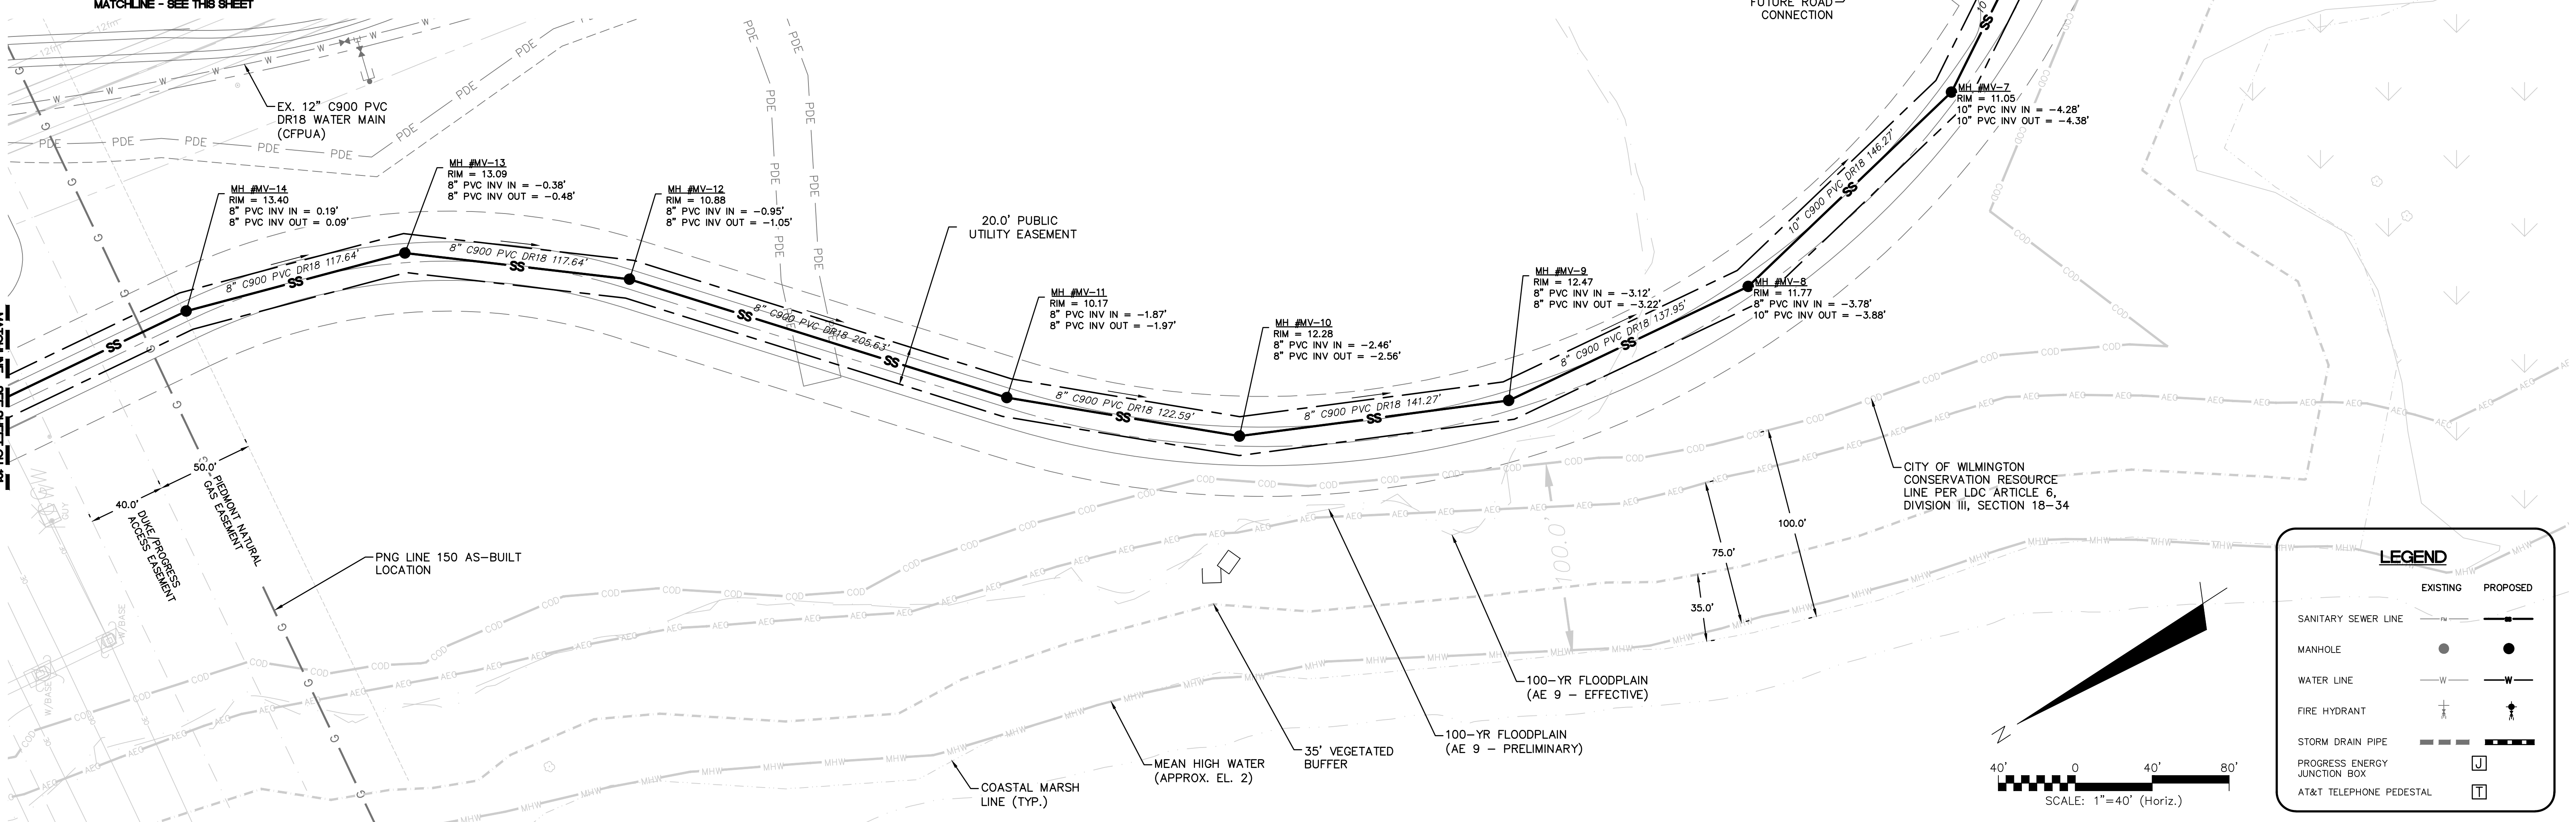 MATCHLINE - SEE THIS SHEET
FUTURE ROAD
CONNECTION
12fm
12fm
EX. 12" C900 PVC
DR18 WATER MAIN
(CFPUA)
MH #MV-14
RIM = 13.40
8" PVC INV IN = 0.19'
8" PVC INV OUT = 0.09'
MH #MV-13
RIM = 13.09
8" PVC INV IN = -0.38'
8" PVC INV OUT = -0.48'
MH #MV-12
RIM = 10.88
8" PVC INV IN = -0.95'
8" PVC INV OUT = -1.05'
20.0' PUBLIC
UTILITY EASEMENT
MH #MV-11
RIM = 10.17
8" PVC INV IN = -1.87'
8" PVC INV OUT = -1.97'
MH #MV-10
RIM = 12.28
8" PVC INV IN = -2.46'
8" PVC INV OUT = -2.56'
MH #MV-9
RIM = 12.47
8" PVC INV IN = -3.12'
8" PVC INV OUT = -3.22'
MH #MV-8
RIM = 11.77
8" PVC INV IN = -3.78'
10" PVC INV OUT = -3.88'
MH #MV-7
RIM = 11.05
10" PVC INV IN = -4.28'
10" PVC INV OUT = -4.38'
8" C900 PVC DR18 117.64'
8" C900 PVC DR18 117.64'
8" C900 PVC DR18 205.63'
8" C900 PVC DR18 122.59'
8" C900 PVC DR18 141.27'
8" C900 PVC DR18 137.95'
10" C900 PVC DR18 146.27'
10
SS
PDE
W
G
COD
AEC
MHW
50.0'
PIEDMONT NATURAL
GAS EASEMENT
40.0'
DUKE/PROGRESS
ACCESS EASEMENT
GUY
W/BASE
W/BASE
30
PNG LINE 150 AS-BUILT
LOCATION
CITY OF WILMINGTON
CONSERVATION RESOURCE
LINE PER LDC ARTICLE 6,
DIVISION III, SECTION 18-34
100.0'
75.0'
35.0'
100-YR FLOODPLAIN
(AE 9 - EFFECTIVE)
100-YR FLOODPLAIN
(AE 9 - PRELIMINARY)
35' VEGETATED
BUFFER
MEAN HIGH WATER
(APPROX. EL. 2)
COASTAL MARSH
LINE (TYP.)
N
40' 0 40' 80'
SCALE: 1"=40' (Horiz.)
LEGEND
EXISTING PROPOSED
SANITARY SEWER LINE FM SS
MANHOLE
WATER LINE W W
FIRE HYDRANT
STORM DRAIN PIPE
PROGRESS ENERGY
JUNCTION BOX J
AT&T TELEPHONE PEDESTAL T